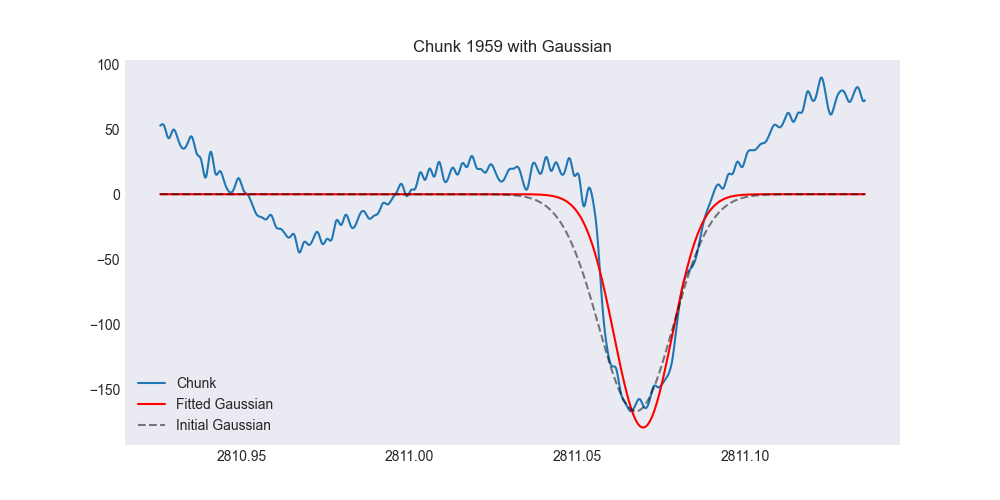 Chunk 1959 with Gaussian
100
50
0
−50
−100
−150
Chunk
Fitted Gaussian
Initial Gaussian
2810.95 2811.00 2811.05 2811.10